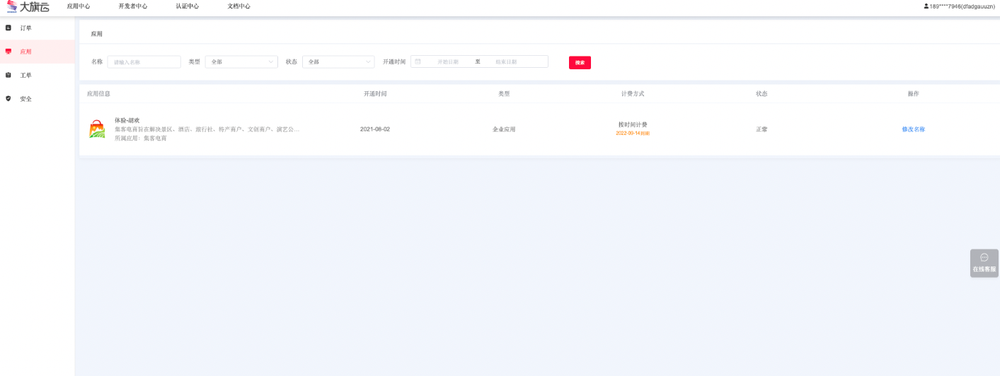 大旗云
应用中心 开发者中心 认证中心 文档中心
189****7946(dfadgauuzn)
订单
应用
工单
安全
应用
名称 请输入名称 类型 全部 状态 全部 开通时间 开始日期 至 结束日期 搜索
应用信息 开通时间 类型 计费方式 状态 操作
体验-胡欢
集客电商旨在解决景区、酒店、旅行社、特产商户、文创商户、演艺公...
所属应用：集客电商
2021-08-02 企业应用
按时间计费
2022-09-14到期
正常 修改名称
在线客服